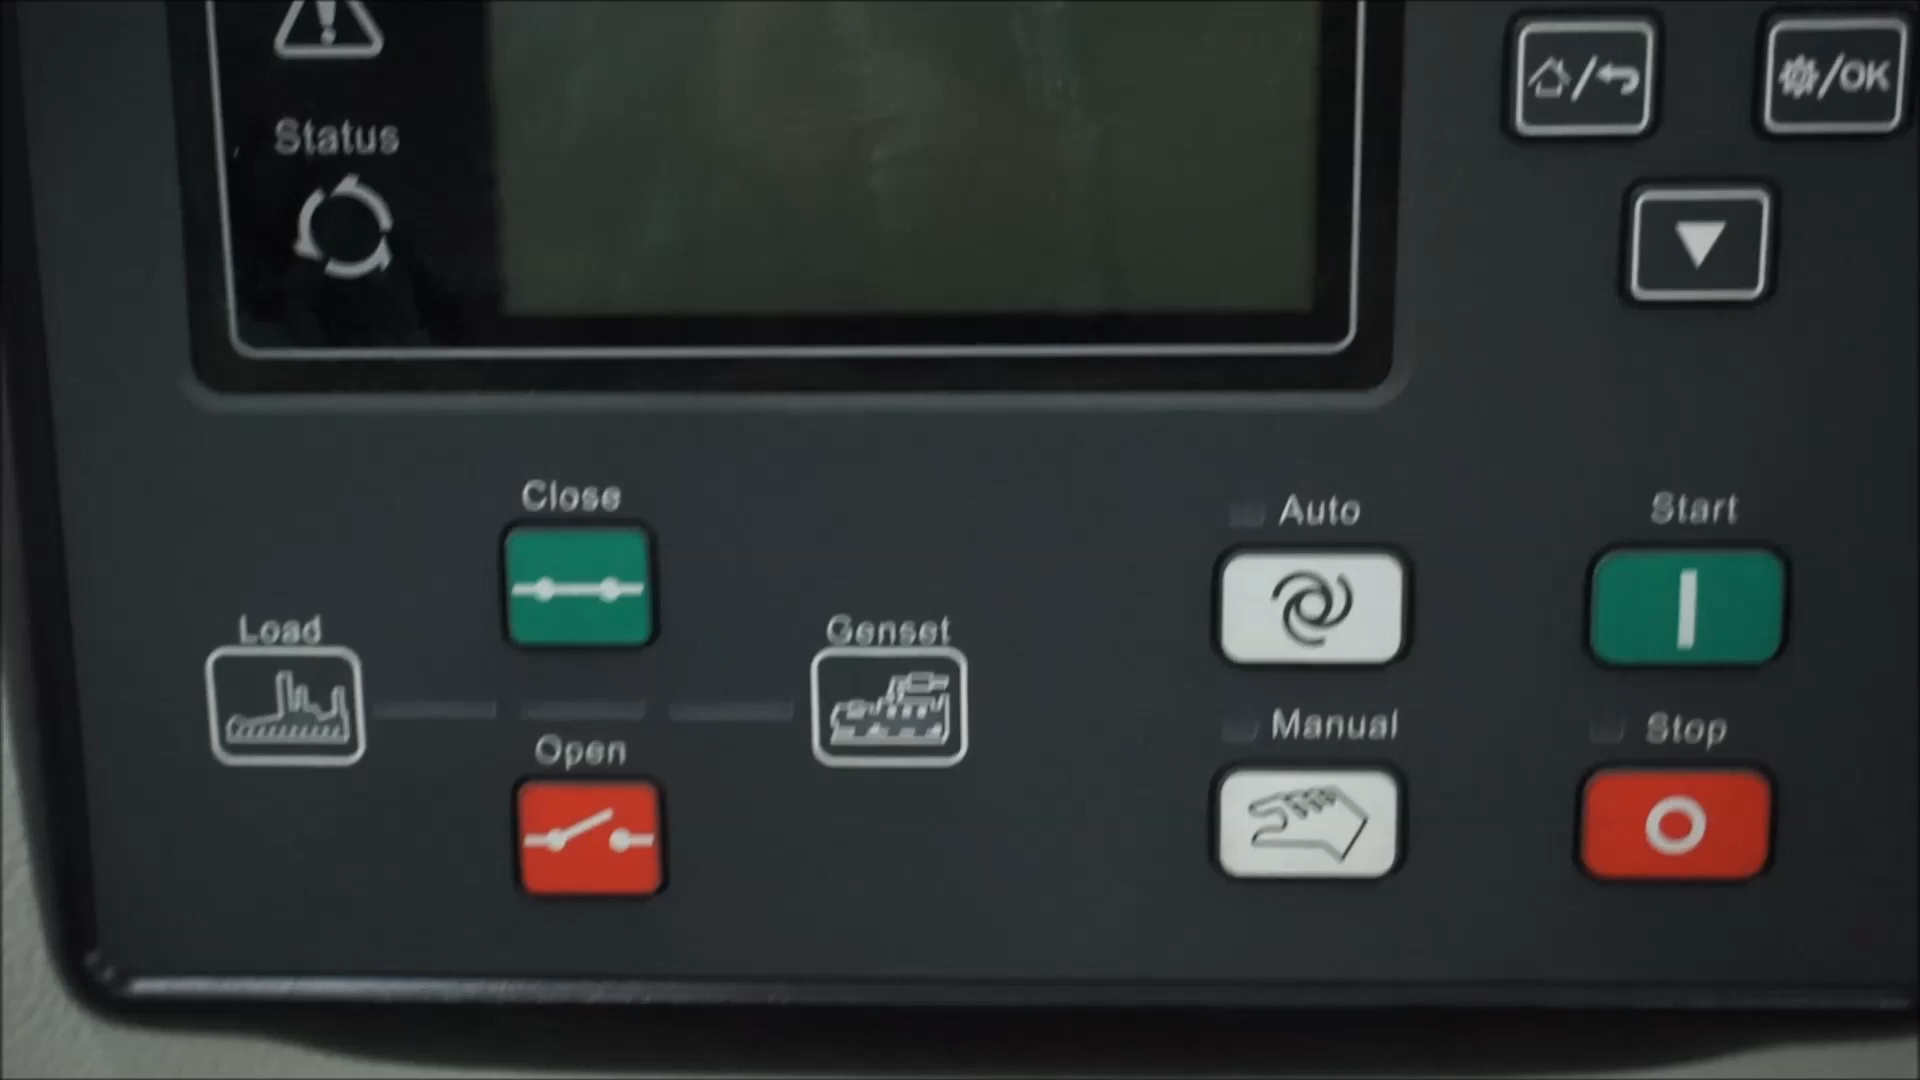 Status
/OK
Close
Auto
Start
Load
Genset
Manual
Stop
Open